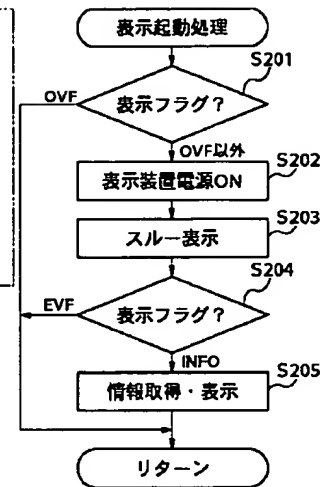 表示起動処理
S201
表示フラグ?
OVF
OVF以外
S202
表示装置電源ON
S203
スルー表示
S204
表示フラグ?
EVF
INFO
S205
情報取得・表示
リターン